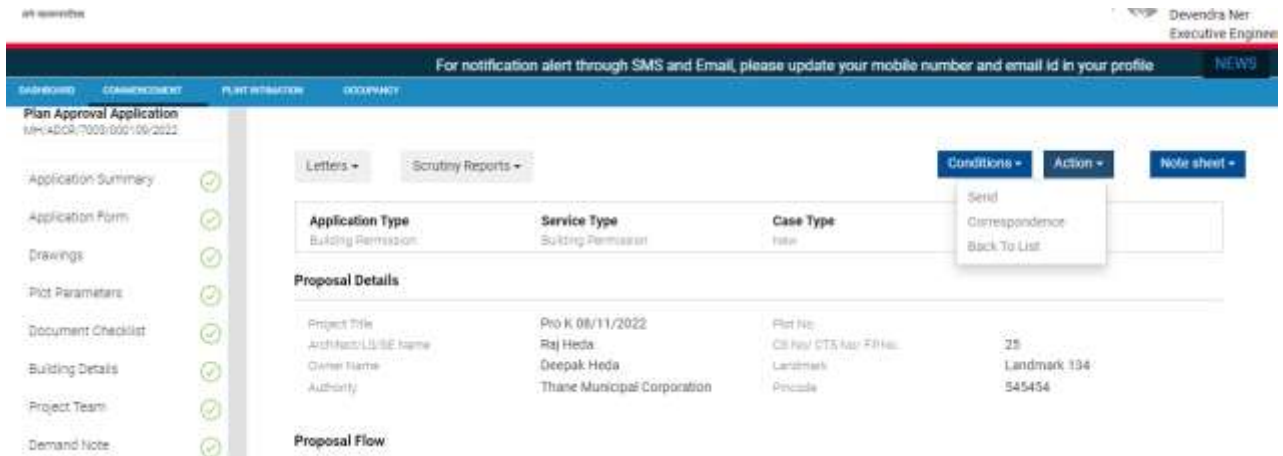 Devendra Ner
Executive Enginee
For notification alert through SMS and Email, please update your mobile number and email id in your profile
NEWS
DASHBOARD COMMENCEMENT PLINT INTIMATION OCCUPANCY
Plan Approval Application
Letters
Scrutiny Reports
Conditions
Action
Note sheet
Send
Correspondence
Back To List
Application Summary
Application Form
Drawings
Plot Parameters
Document Checklist
Building Details
Project Team
Demand Note
Application Type
Service Type
Case Type
Building Permission
Building Permission
New
Proposal Details
Project Title
Pro K 08/11/2022
Plot No
Architect/LS/SE Name
Raj Heda
25
Owner Name
Deepak Heda
Landmark
Landmark 134
Authority
Thane Municipal Corporation
Pincode
545454
Proposal Flow